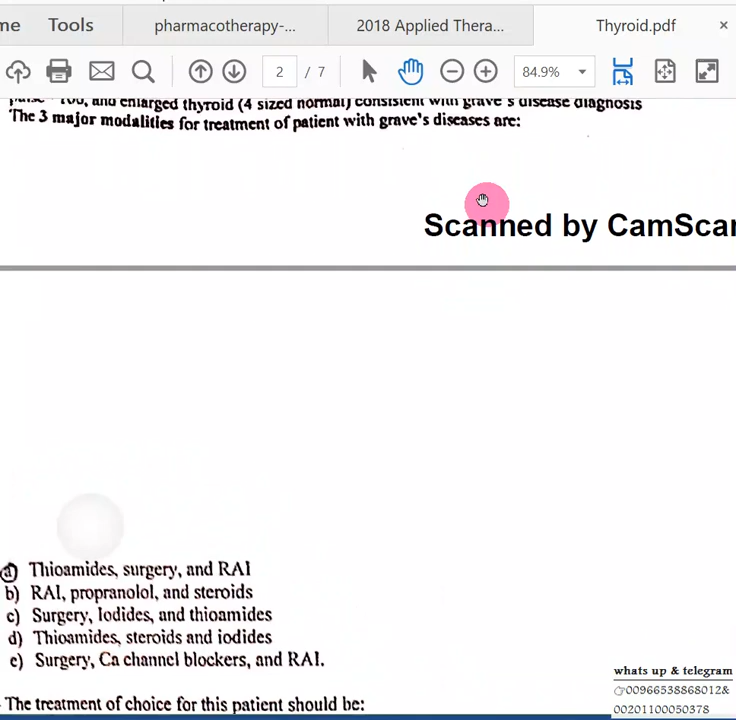 me Tools pharmacotherapy-... 2018 Applied Thera... Thyroid.pdf ×
2 / 7 84.9%
100, and enlarged thyroid (4 sized normal) consistent with grave's disease diagnosis
The 3 major modalities for treatment of patient with grave's diseases are:
Scanned by CamScar
a) Thioamides, surgery, and RAI
b) RAI, propranolol, and steroids
c) Surgery, Iodides, and thioamides
d) Thioamides, steroids and iodides
e) Surgery, Ca channel blockers, and RAI.
whats up & telegram
00966538868012&
00201100050378
The treatment of choice for this patient should be: